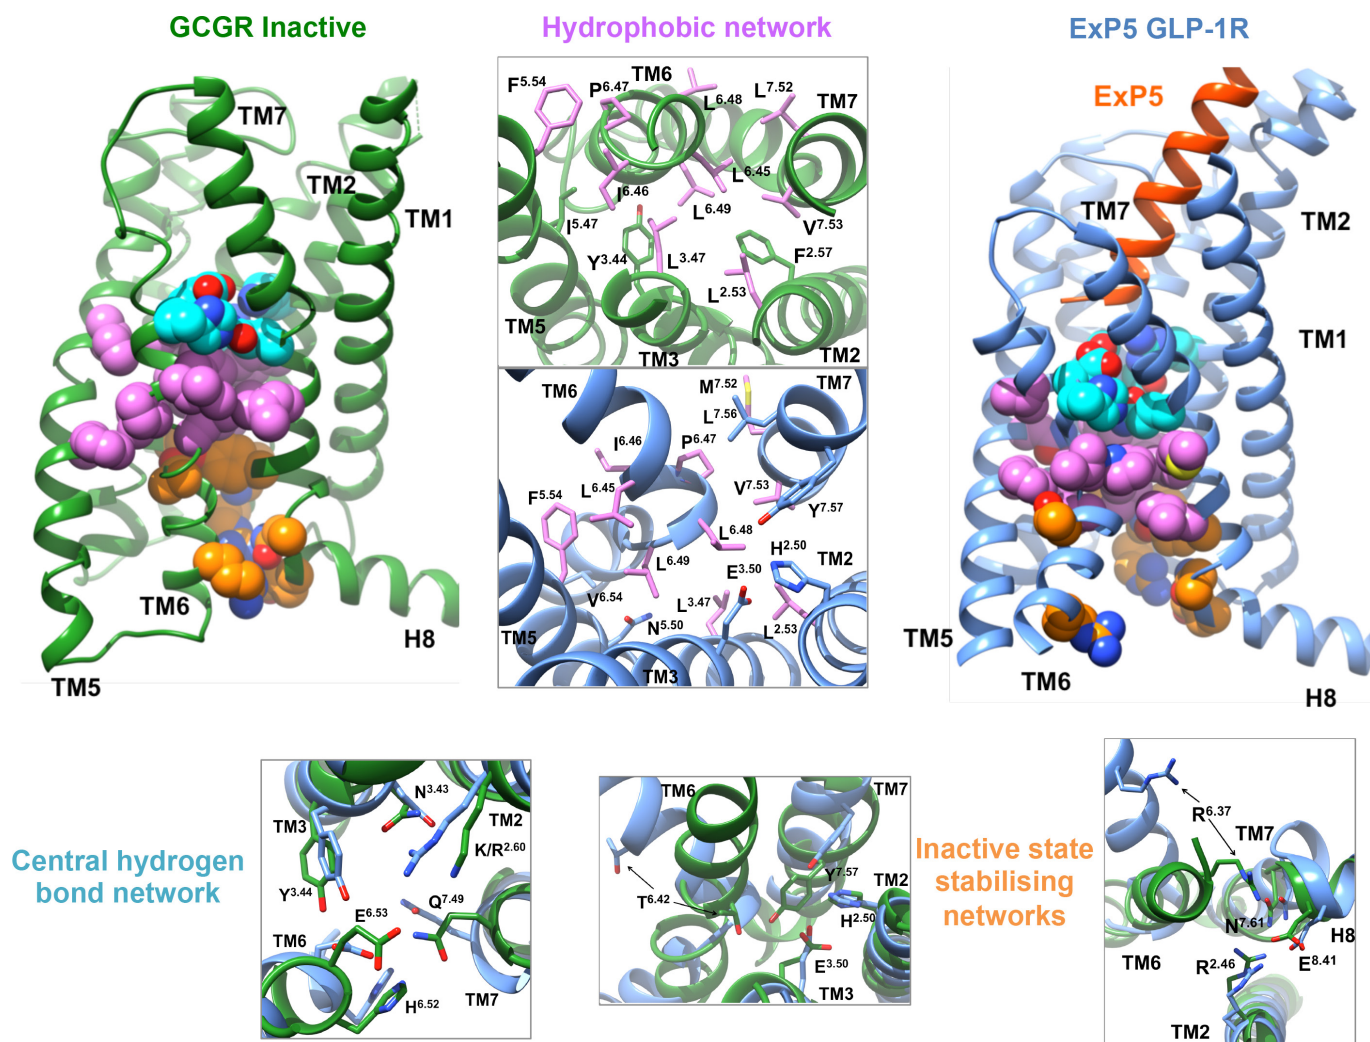 GCGR Inactive
TM7
TM2
TM1
TM6
H8
TM5
Hydrophobic network
F5.54
P6.47
TM6
L6.48
L7.52
TM7
L6.45
I6.46
L6.49
I5.47
V7.53
Y3.44
L3.47
F2.57
L2.53
TM5
TM3
TM2
TM6
M7.52
TM7
L7.56
I6.46
P6.47
F5.54
L6.45
V7.53
Y7.57
L6.48
H2.50
TM2
L6.49
E3.50
V6.54
L3.47
N5.50
L2.53
TM5
TM3
ExP5 GLP-1R
ExP5
TM7
TM2
TM1
TM5
TM6
H8
Central hydrogen
bond network
N3.43
TM3
TM2
K/R2.60
Y3.44
Q7.49
E6.53
TM6
TM7
H6.52
TM6
TM7
Y7.57
TM2
T6.42
H2.50
E3.50
TM3
Inactive state
stabilising
networks
R6.37
TM7
N7.61
H8
TM6
R2.46
E8.41
TM2